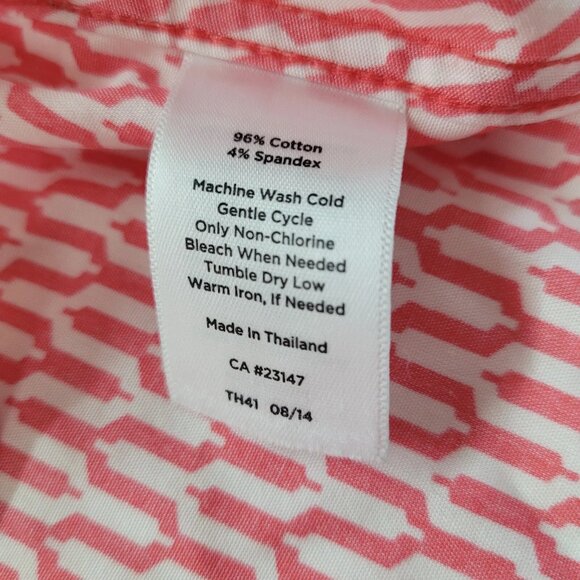 96% Cotton
4% Spandex
Machine Wash Cold
Gentle Cycle
Only Non-Chlorine
Bleach When Needed
Tumble Dry Low
Warm Iron, If Needed
Made In Thailand
CA #23147
TH41 08/14